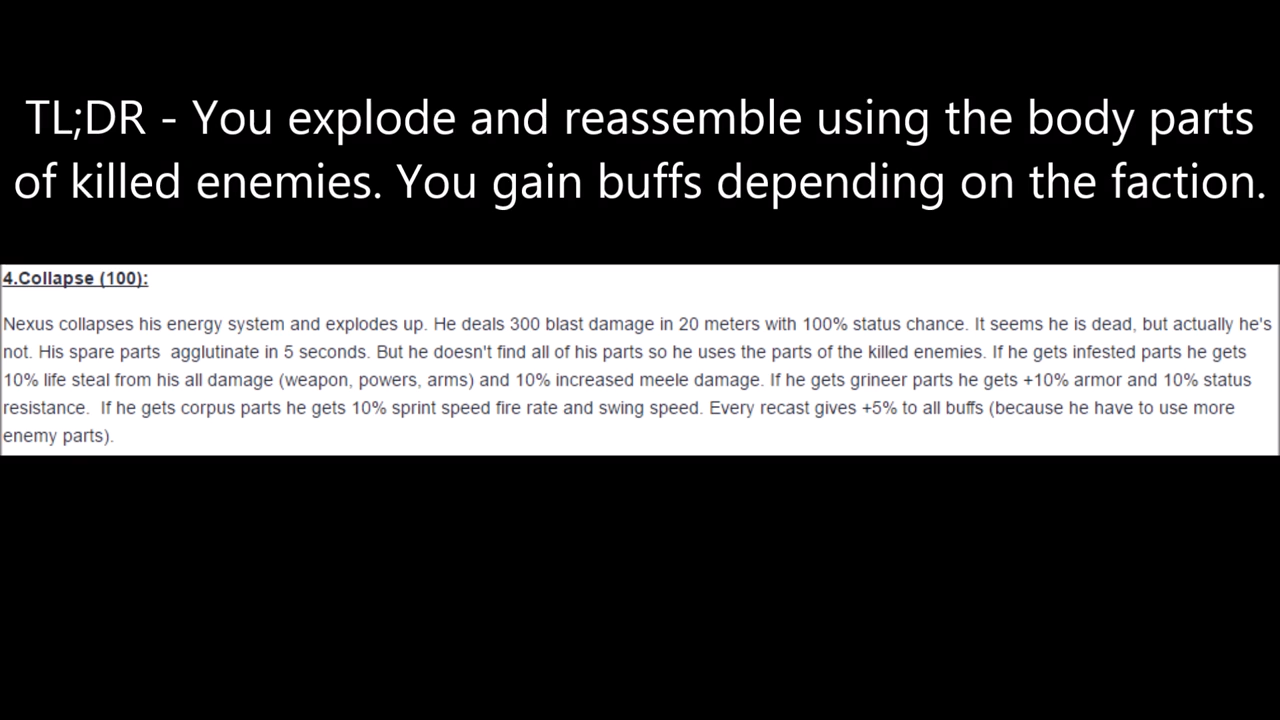 TL;DR - You explode and reassemble using the body parts
of killed enemies. You gain buffs depending on the faction.
4.Collapse (100):
Nexus collapses his energy system and explodes up. He deals 300 blast damage in 20 meters with 100% status chance. It seems he is dead, but actually he's
not. His spare parts  agglutinate in 5 seconds. But he doesn't find all of his parts so he uses the parts of the killed enemies. If he gets infested parts he gets
10% life steal from his all damage (weapon, powers, arms) and 10% increased meele damage. If he gets grineer parts he gets +10% armor and 10% status
resistance.  If he gets corpus parts he gets 10% sprint speed fire rate and swing speed. Every recast gives +5% to all buffs (because he have to use more
enemy parts).